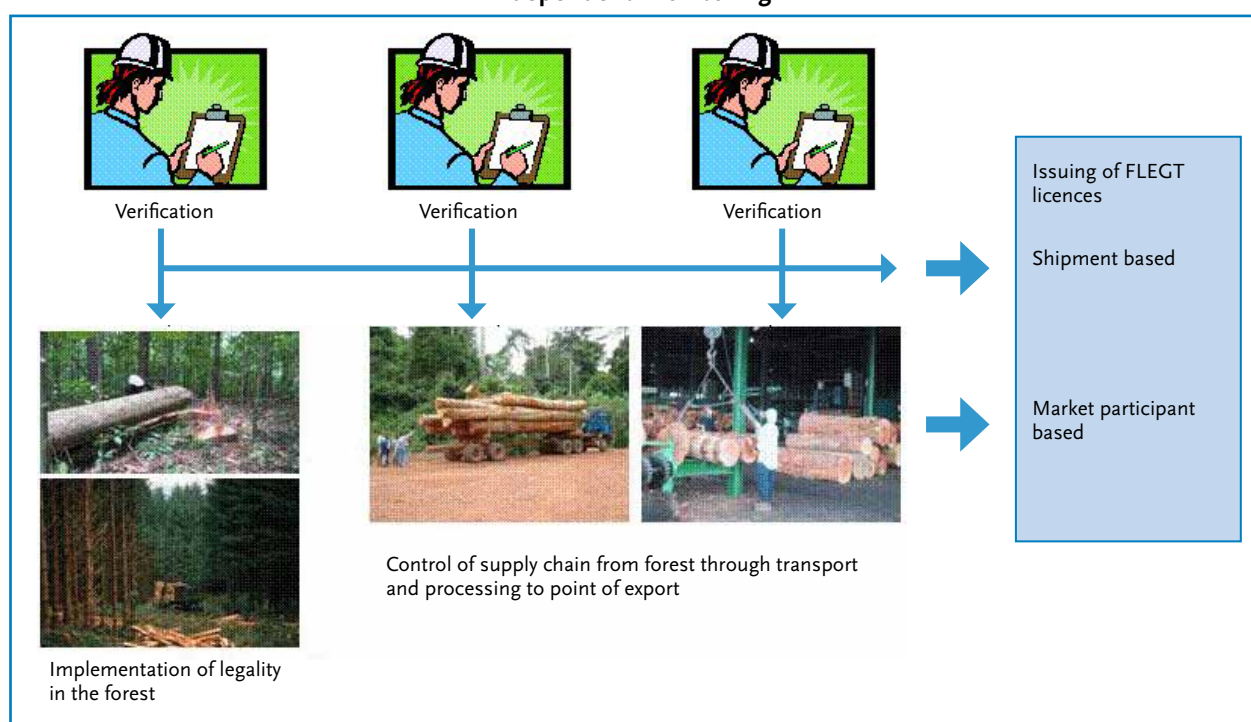 Verification
Verification
Verification
Issuing of FLEGT
licences
Shipment based
Market participant
based
Control of supply chain from forest through transport
and processing to point of export
Implementation of legality
in the forest